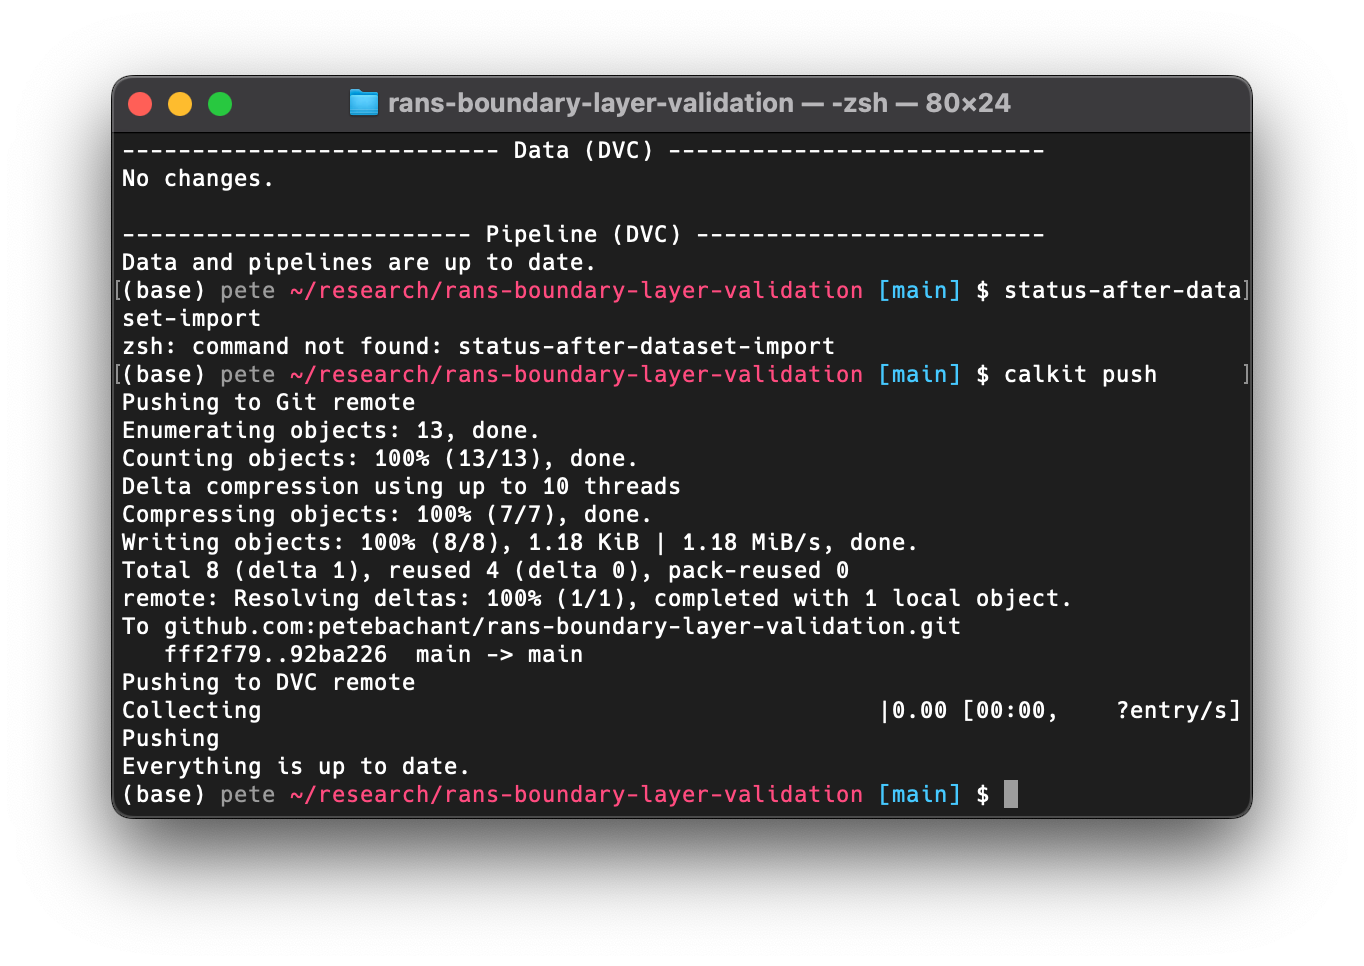 rans-boundary-layer-validation — -zsh — 80×24
--------------------------- Data (DVC) ---------------------------
No changes.
------------------------- Pipeline (DVC) -------------------------
Data and pipelines are up to date.
[(base) pete ~/research/rans-boundary-layer-validation [main] $ status-after-data]
set-import
zsh: command not found: status-after-dataset-import
[(base) pete ~/research/rans-boundary-layer-validation [main] $ calkit push      ]
Pushing to Git remote
Enumerating objects: 13, done.
Counting objects: 100% (13/13), done.
Delta compression using up to 10 threads
Compressing objects: 100% (7/7), done.
Writing objects: 100% (8/8), 1.18 KiB | 1.18 MiB/s, done.
Total 8 (delta 1), reused 4 (delta 0), pack-reused 0
remote: Resolving deltas: 100% (1/1), completed with 1 local object.
To github.com:petebachant/rans-boundary-layer-validation.git
   fff2f79..92ba226  main -> main
Pushing to DVC remote
Collecting                                            |0.00 [00:00,    ?entry/s]
Pushing
Everything is up to date.
(base) pete ~/research/rans-boundary-layer-validation [main] $